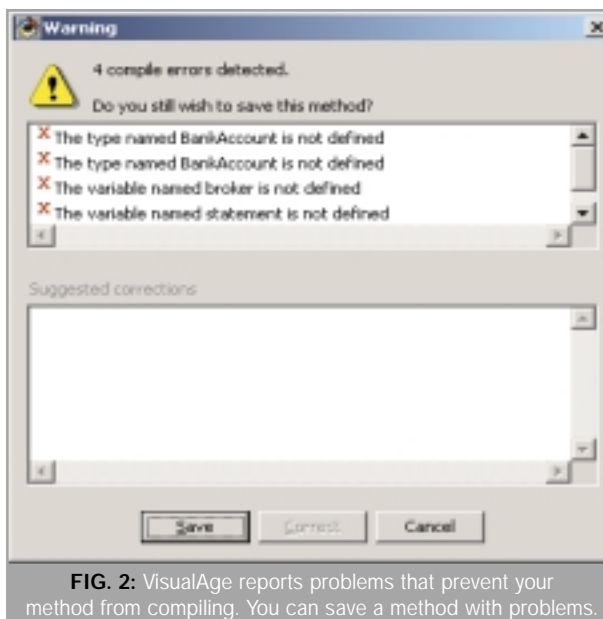 Warning
4 compile errors detected.
Do you still wish to save this method?
The type named BankAccount is not defined
The type named BankAccount is not defined
The variable named broker is not defined
The variable named statement is not defined
Suggested corrections
Save
Correct
Cancel
FIG. 2: VisualAge reports problems that prevent your
method from compiling. You can save a method with problems.